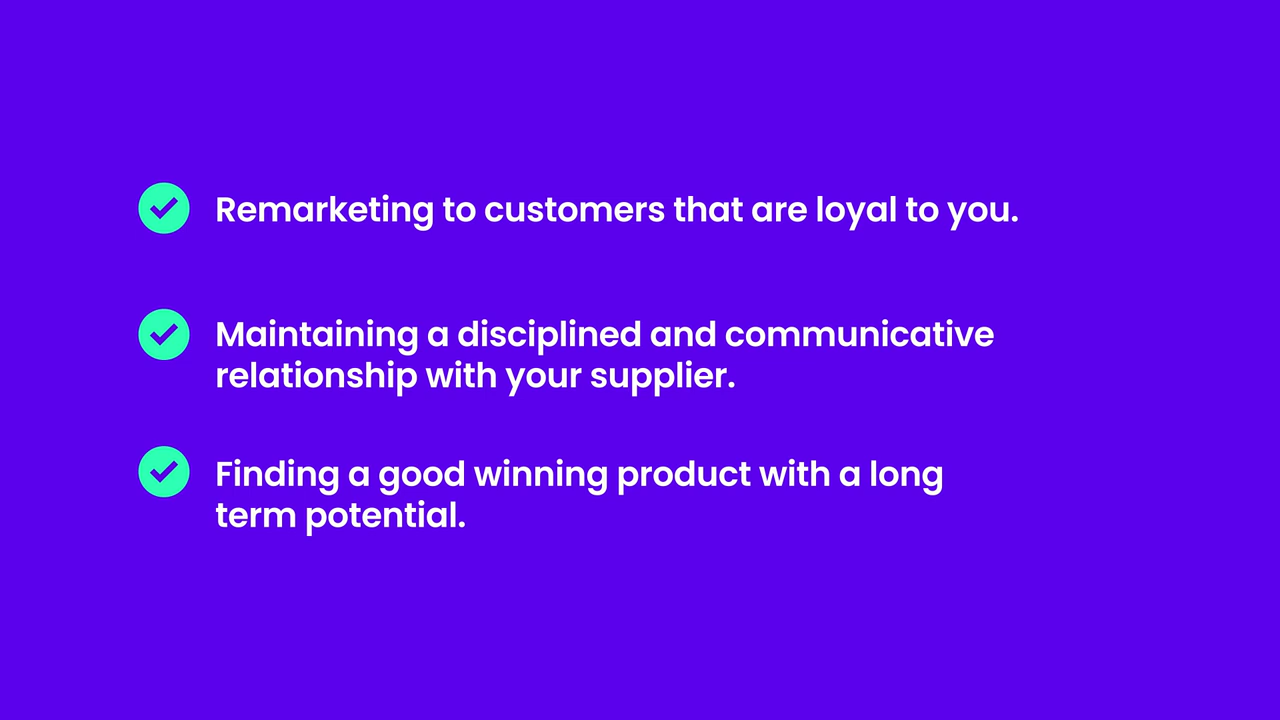 Remarketing to customers that are loyal to you.
Maintaining a disciplined and communicative
relationship with your supplier.
Finding a good winning product with a long
term potential.